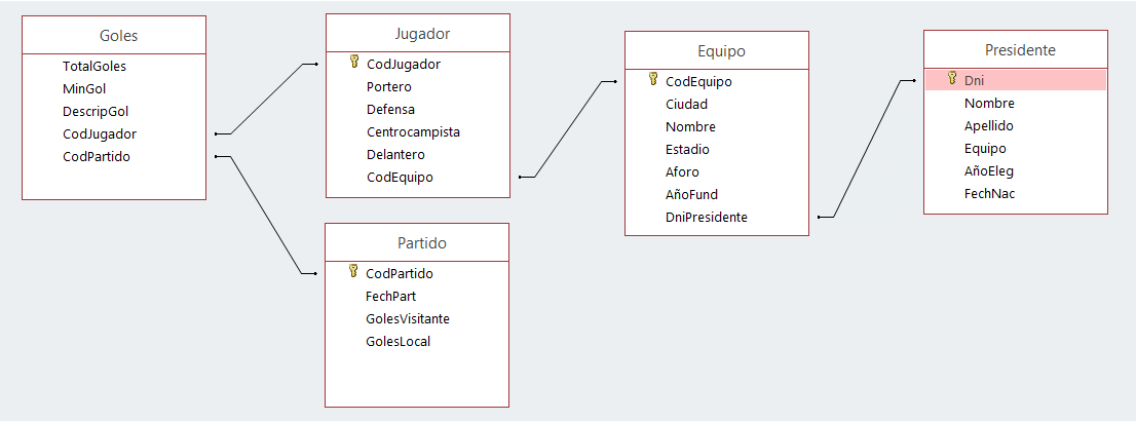 Goles
TotalGoles
MinGol
DescripGol
CodJugador
CodPartido
Jugador
CodJugador
Portero
Defensa
Centrocampista
Delantero
CodEquipo
Partido
CodPartido
FechPart
GolesVisitante
GolesLocal
Equipo
CodEquipo
Ciudad
Nombre
Estadio
Aforo
AñoFund
DniPresidente
Presidente
Dni
Nombre
Apellido
Equipo
AñoEleg
FechNac